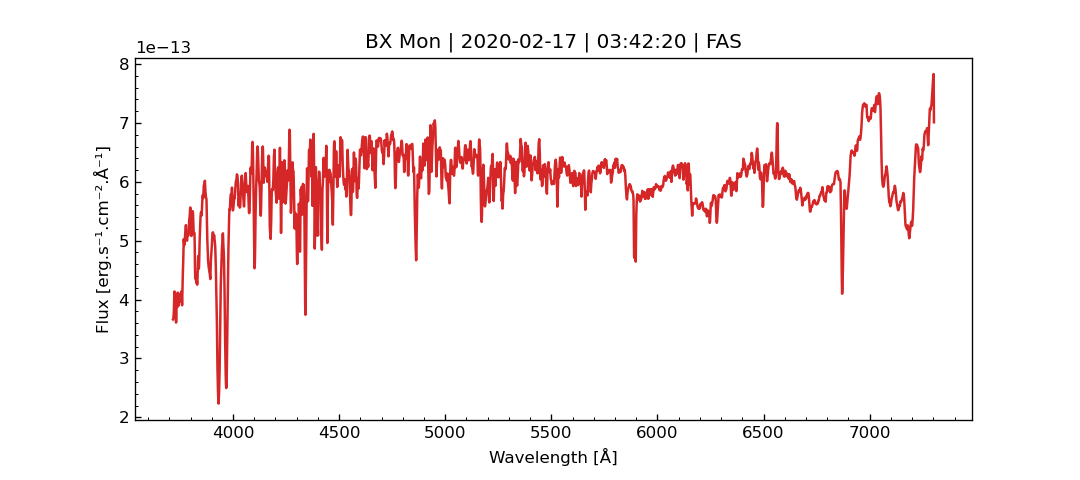 BX Mon | 2020-02-17 | 03:42:20 | FAS
1e−13
8
7
6
5
4
3
2
Flux [erg.s⁻¹.cm⁻².Å⁻¹]
4000 4500 5000 5500 6000 6500 7000
Wavelength [Å]